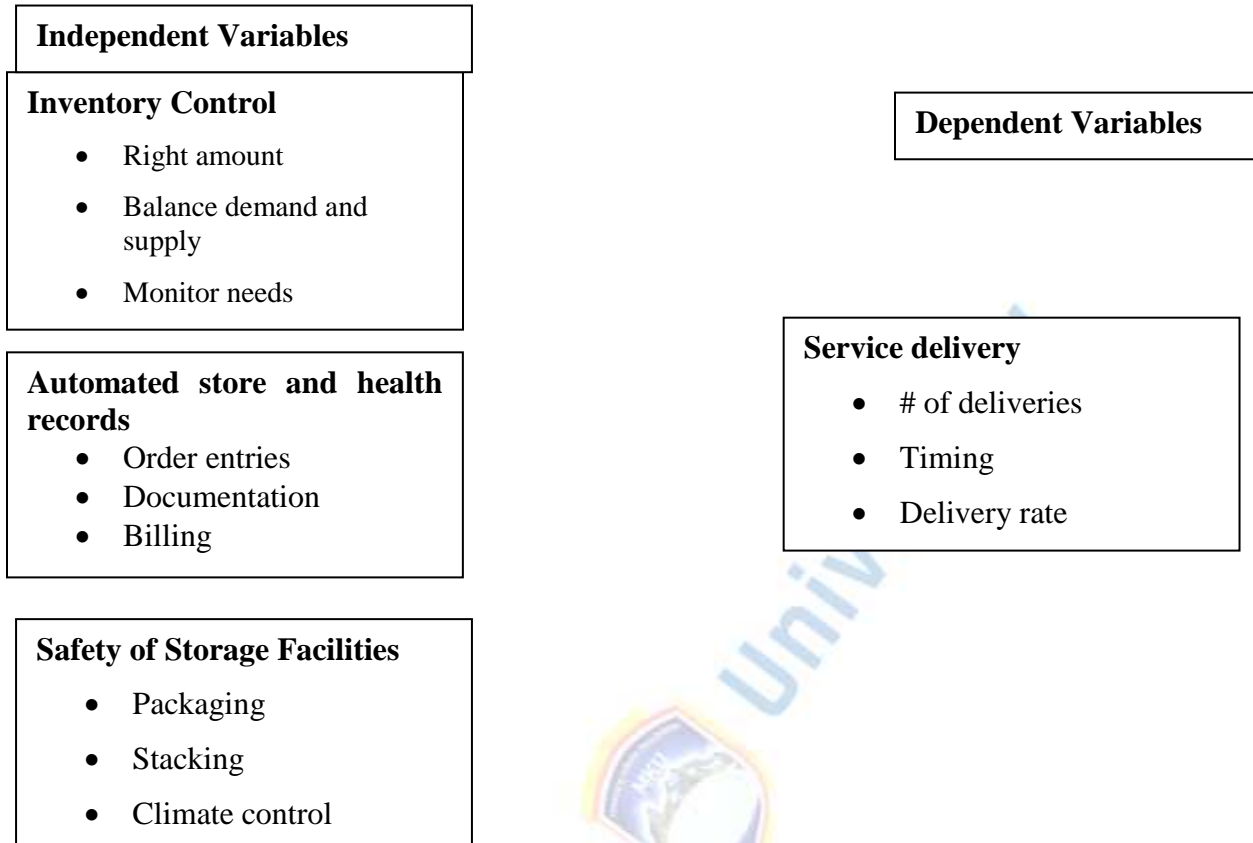 Independent Variables
Inventory Control
• Right amount
• Balance demand and
supply
• Monitor needs
Automated store and health
records
• Order entries
• Documentation
• Billing
Safety of Storage Facilities
• Packaging
• Stacking
• Climate control
Dependent Variables
Service delivery
• # of deliveries
• Timing
• Delivery rate